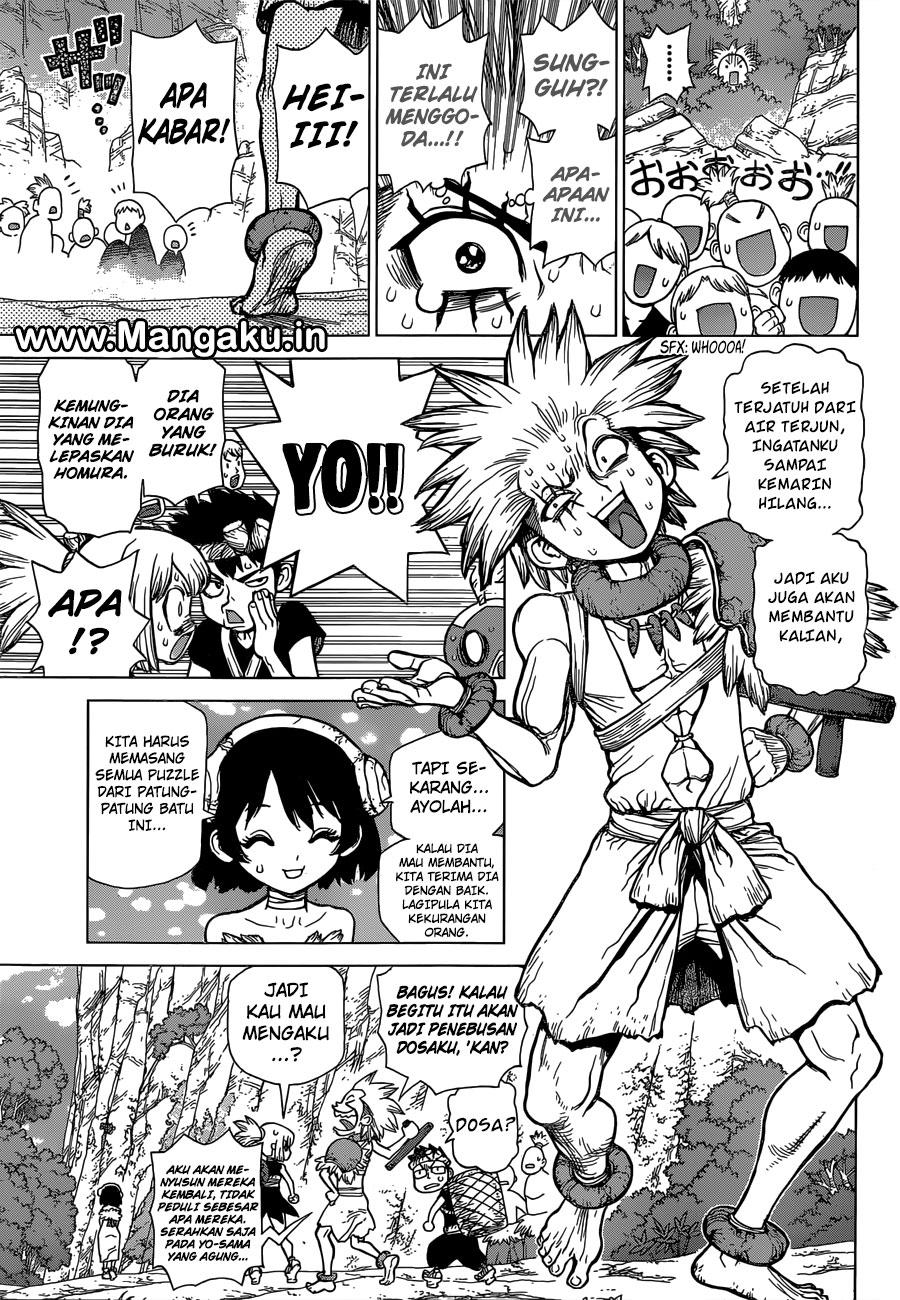 ......
おおおおお...
SFX: WHOOOA!
SUNG-
GUH?!
APA-
APAAN
INI...
INI
TERLALU
MENGGO-
DA...!!
HEI-
III!
APA
KABAR!
ザッ
www.Mangaku.in
SETELAH
TERJATUH DARI
AIR TERJUN,
INGATANKU
SAMPAI
KEMARIN
HILANG...
JADI AKU
JUGA AKAN
MEMBANTU
KALIAN,
YO!!
DIA
ORANG
YANG
BURUK!
KEMUNG-
KINAN DIA
YANG ME-
LEPASKAN
HOMURA.
APA
!?
TAPI SE-
KARANG...
AYOLAH...
KALAU DIA
MAU MEMBANTU,
KITA TERIMA DIA
DENGAN BAIK.
LAGIPULA KITA
KEKURANGAN
ORANG.
KITA HARUS
MEMASANG
SEMUA PUZZLE
DARI PATUNG-
PATUNG BATU
INI...
BAGUS! KALAU
BEGITU ITU AKAN
JADI PENEBUSAN
DOSAKU, 'KAN?
DOSA?
JADI
KAU MAU
MENGAKU
...?
AKU AKAN ME-
NYUSUN MEREKA
KEMBALI, TIDAK
PEDULI SEBESAR
APA MEREKA.
SERAHKAN SAJA
PADA YO-SAMA
YANG AGUNG...